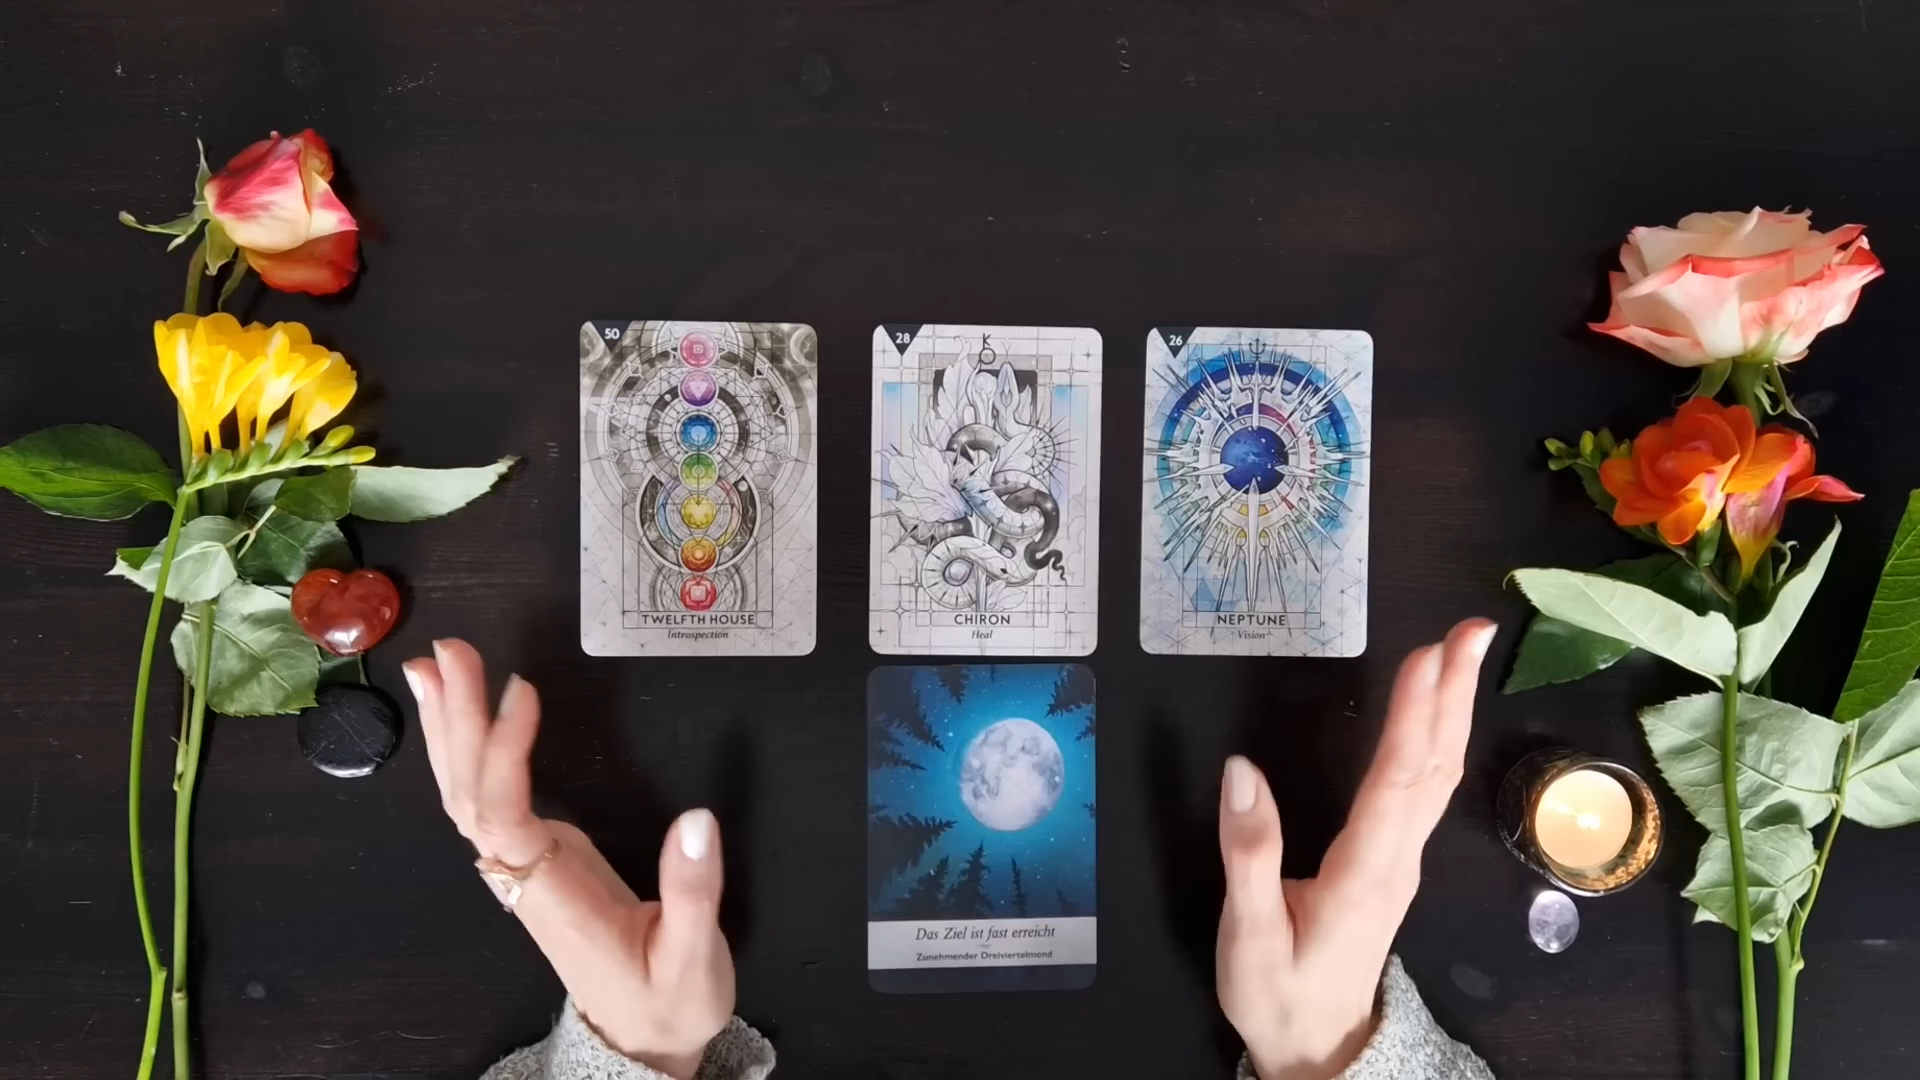 50
TWELFTH HOUSE
Introspection
28
CHIRON
Heal
26
NEPTUNE
Vision
Das Ziel ist fast erreicht
Zunehmender Dreiviertelmond